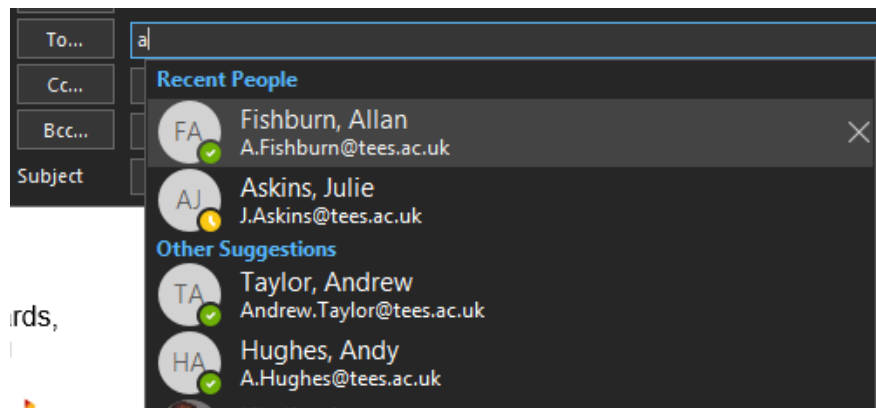 To...
a
Cc...
Recent People
FA
Fishburn, Allan
A.Fishburn@tees.ac.uk
Bcc...
Subject
AJ
Askins, Julie
J.Askins@tees.ac.uk
Other Suggestions
TA
Taylor, Andrew
Andrew.Taylor@tees.ac.uk
rds,
HA
Hughes, Andy
A.Hughes@tees.ac.uk